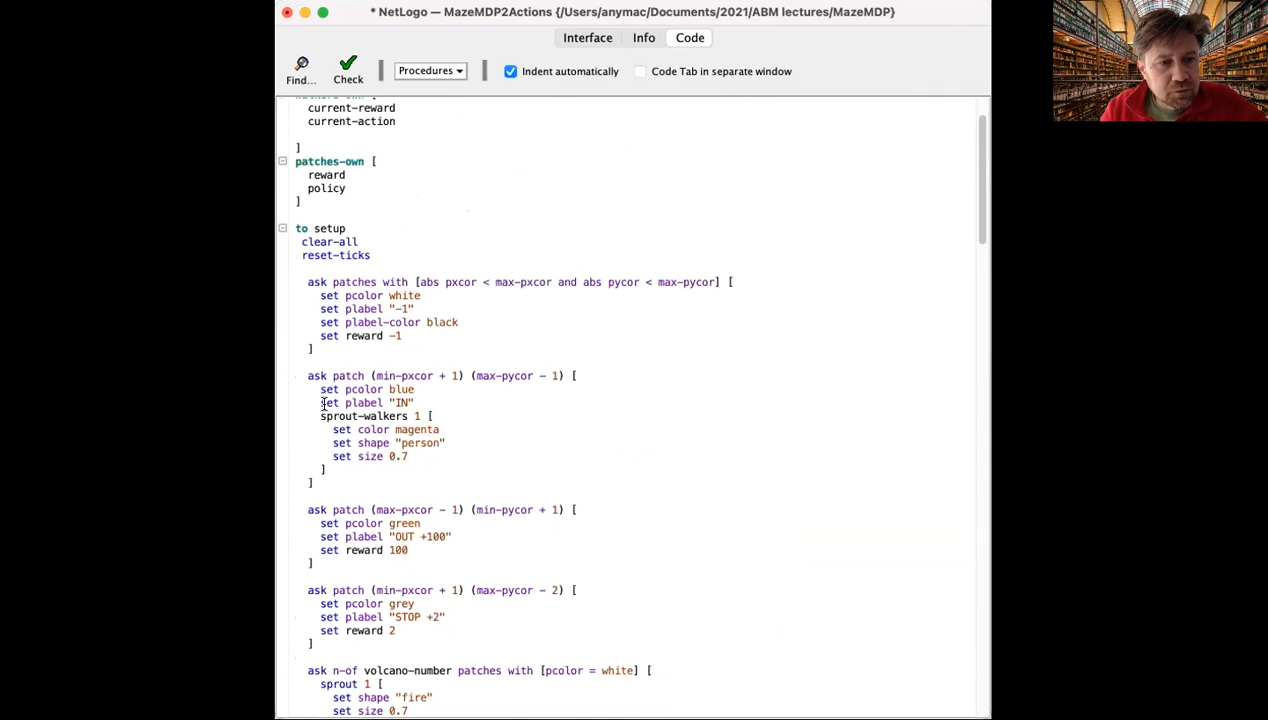 * NetLogo — MazeMDP2Actions {/Users/anymac/Documents/2021/ABM lectures/MazeMDP}
Interface Info Code
Find... Check Procedures Indent automatically Code Tab in separate window
current-reward
current-action
]
patches-own [
reward
policy
]
to setup
clear-all
reset-ticks
ask patches with [abs pxcor < max-pxcor and abs pycor < max-pycor] [
set pcolor white
set plabel "-1"
set plabel-color black
set reward -1
]
ask patch (min-pxcor + 1) (max-pycor - 1) [
set pcolor blue
set plabel "IN"
sprout-walkers 1 [
set color magenta
set shape "person"
set size 0.7
]
]
ask patch (max-pxcor - 1) (min-pycor + 1) [
set pcolor green
set plabel "OUT +100"
set reward 100
]
ask patch (min-pxcor + 1) (max-pycor - 2) [
set pcolor grey
set plabel "STOP +2"
set reward 2
]
ask n-of volcano-number patches with [pcolor = white] [
sprout 1 [
set shape "fire"
set size 0.7